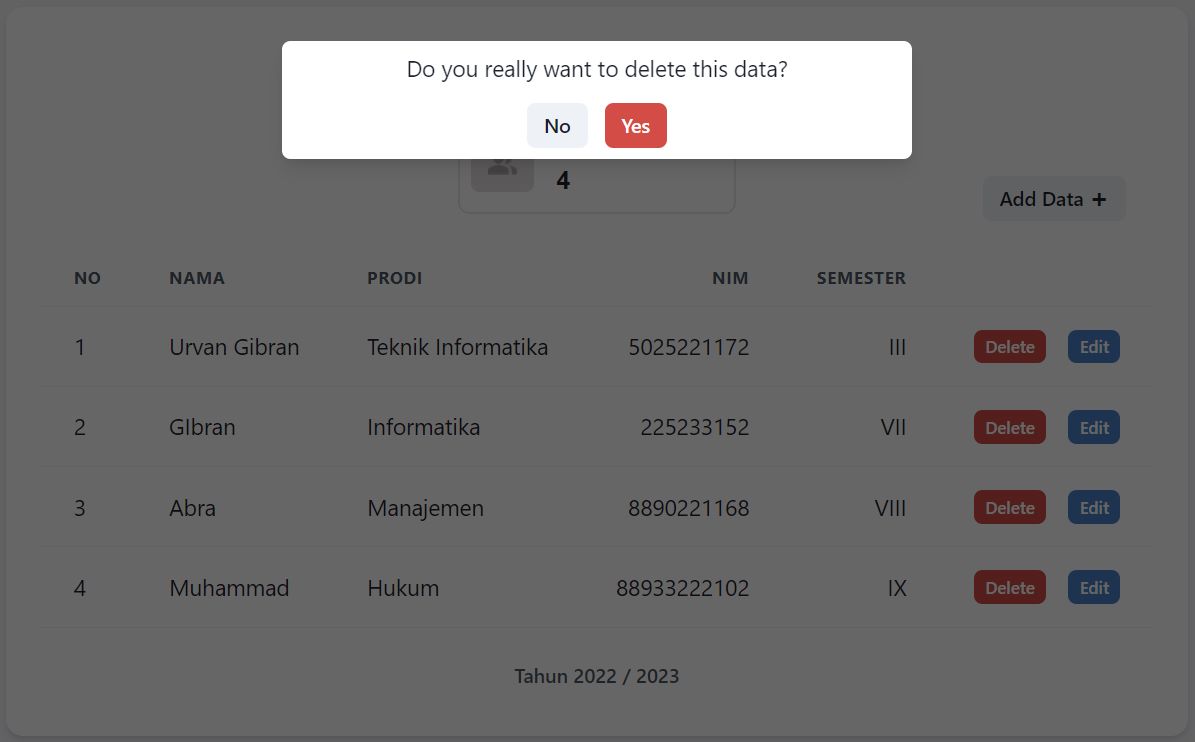 Do you really want to delete this data?
No Yes
4
Add Data +
NO NAMA PRODI NIM SEMESTER
1 Urvan Gibran Teknik Informatika 5025221172 III Delete Edit
2 GIbran Informatika 225233152 VII Delete Edit
3 Abra Manajemen 8890221168 VIII Delete Edit
4 Muhammad Hukum 88933222102 IX Delete Edit
Tahun 2022 / 2023